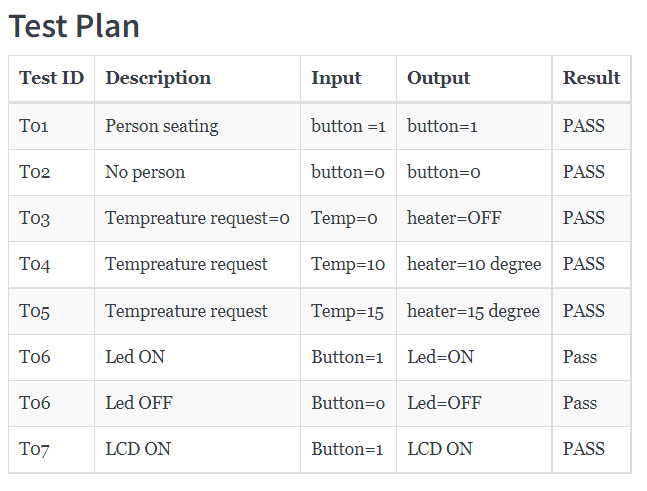 Test Plan
Test ID Description Input Output Result
T01 Person seating button =1 button=1 PASS
T02 No person button=0 button=0 PASS
T03 Tempreature request=0 Temp=0 heater=OFF PASS
T04 Tempreature request Temp=10 heater=10 degree PASS
T05 Tempreature request Temp=15 heater=15 degree PASS
T06 Led ON Button=1 Led=ON Pass
T06 Led OFF Button=0 Led=OFF Pass
T07 LCD ON Button=1 LCD ON PASS